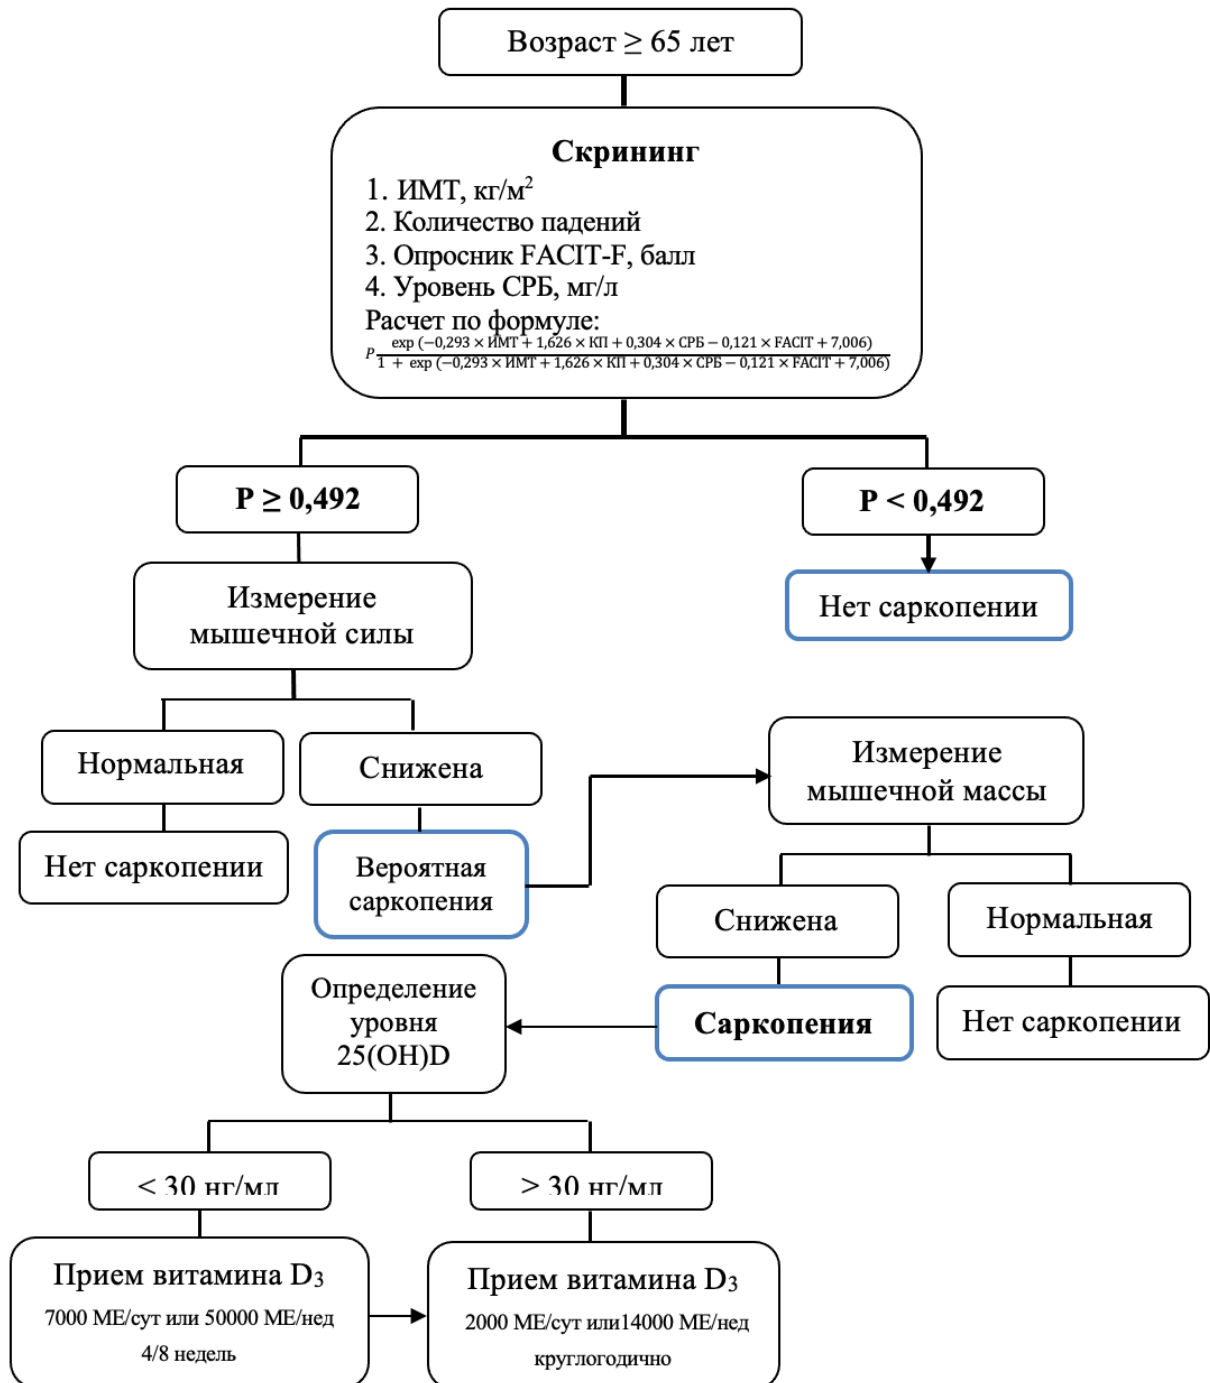 Возраст ≥ 65 лет
Скрининг
1. ИМТ, кг/м²
2. Количество падений
3. Опросник FACIT-F, балл
4. Уровень СРБ, мг/л
Расчет по формуле:
exp (−0,293 × ИМТ + 1,626 × КП + 0,304 × СРБ − 0,121 × FACIT + 7,006)
P
1 + exp (−0,293 × ИМТ + 1,626 × КП + 0,304 × СРБ − 0,121 × FACIT + 7,006)
P ≥ 0,492
P < 0,492
Измерение
мышечной силы
Нет саркопении
Нормальная
Снижена
Измерение
мышечной массы
Нет саркопении
Вероятная
саркопения
Снижена
Нормальная
Определение
уровня
25(OH)D
Саркопения
Нет саркопении
< 30 нг/мл
> 30 нг/мл
Прием витамина D₃
7000 МЕ/сут или 50000 МЕ/нед
4/8 недель
Прием витамина D₃
2000 МЕ/сут или14000 МЕ/нед
круглогодично